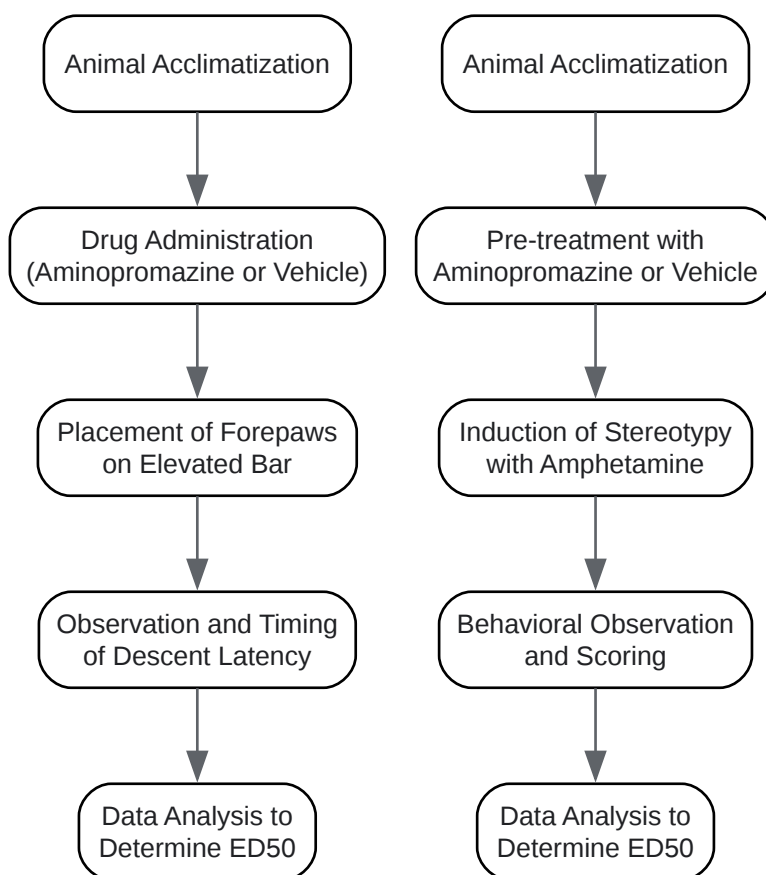 Animal Acclimatization
Drug Administration
(Aminopromazine or Vehicle)
Placement of Forepaws
on Elevated Bar
Observation and Timing
of Descent Latency
Data Analysis to
Determine ED50
Animal Acclimatization
Pre-treatment with
Aminopromazine or Vehicle
Induction of Stereotypy
with Amphetamine
Behavioral Observation
and Scoring
Data Analysis to
Determine ED50